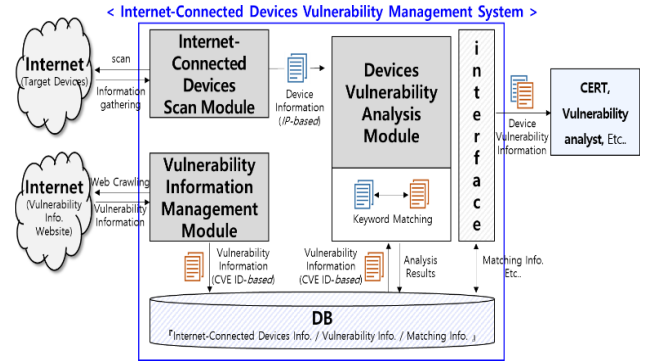 < Internet-Connected Devices Vulnerability Management System >
Internet
(Target Devices)
scan
Information
gathering
Internet-
Connected
Devices
Scan Module
Device
Information
(IP-based)
Devices
Vulnerability
Analysis
Module
Keyword Matching
interface
Device
Vulnerability
Information
CERT,
Vulnerability
analyst, Etc..
Internet
(Vulnerability
Info.
Website)
Web Crawling
Vulnerability
Information
Vulnerability
Information
Management
Module
Vulnerability
Information
(CVE ID-based)
Vulnerability
Information
(CVE ID-based)
Analysis
Results
Matching Info.
Etc..
DB
『Internet-Connected Devices Info. / Vulnerability Info. / Matching Info. 』